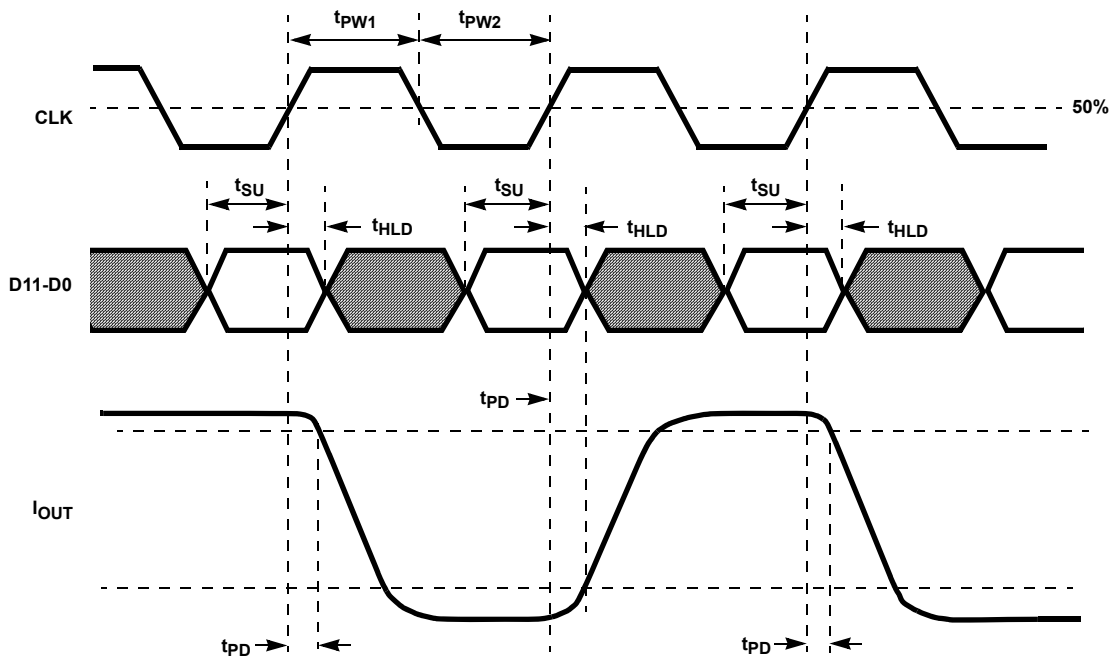 tPW1 tPW2
CLK
50%
tSU tSU tSU
tHLD tHLD tHLD
D11-D0
tPD
IOUT
tPD tPD